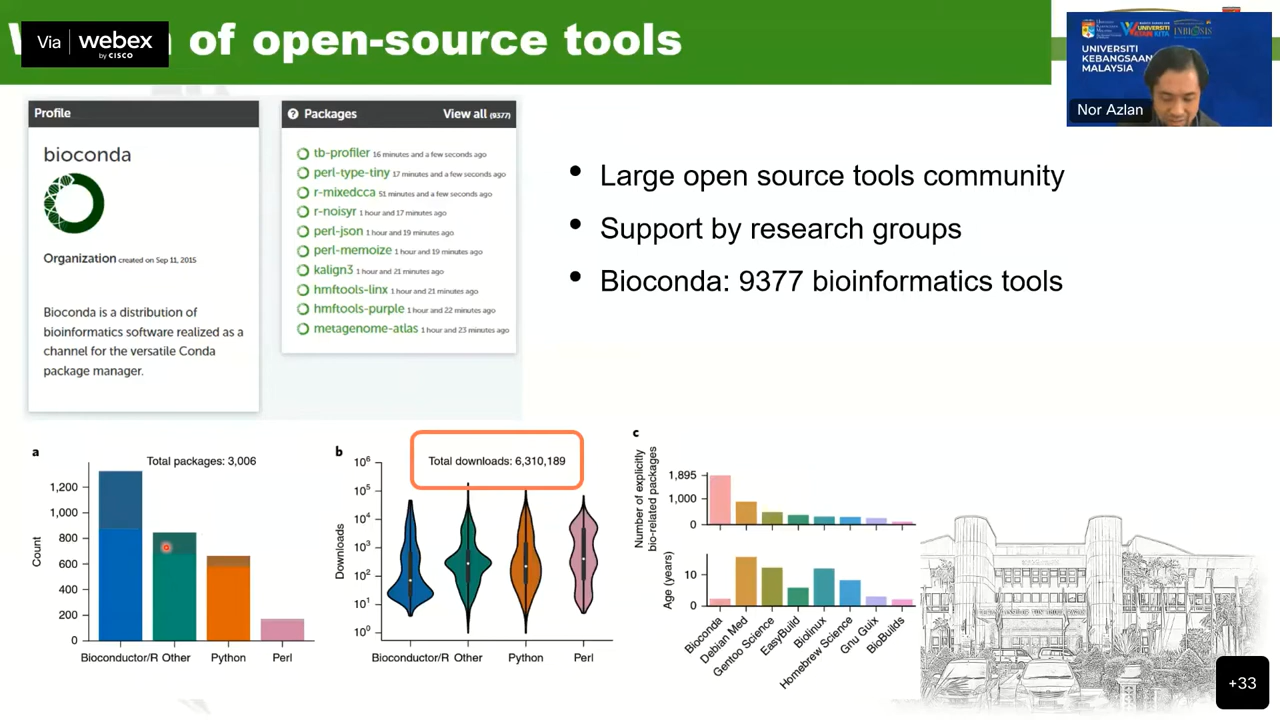 Via webex
by CISCO
of open-source tools
UNIVERSITI
KEBANGSAAN
MALAYSIA
Nor Azlan
Profile
bioconda
Organization created on Sep 11, 2015
Bioconda is a distribution of
bioinformatics software realized as a
channel for the versatile Conda
package manager.
Packages View all (9377)
tb-profiler 16 minutes and a few seconds ago
perl-type-tiny 17 minutes and a few seconds ago
r-mixedcca 51 minutes and a few seconds ago
r-noisyr 1 hour and 17 minutes ago
perl-json 1 hour and 19 minutes ago
perl-memoize 1 hour and 19 minutes ago
kalign3 1 hour and 21 minutes ago
hmftools-linx 1 hour and 21 minutes ago
hmftools-purple 1 hour and 22 minutes ago
metagenome-atlas 1 hour and 23 minutes ago
• Large open source tools community
• Support by research groups
• Bioconda: 9377 bioinformatics tools
a
Total packages: 3,006
Count
1,200
1,000
800
600
400
200
0
Bioconductor/R Other Python Perl
b
Total downloads: 6,310,189
Downloads
10⁶
10⁵
10⁴
10³
10²
10¹
10⁰
Bioconductor/R Other Python Perl
c
Number of explicitly
bio-related packages
1,895
1,000
0
Age (years)
10
0
Bioconda
Debian Med
Gentoo Science
EasyBuild
Biolinux
Homebrew Science
Gnu Guix
BioBuilds
+33